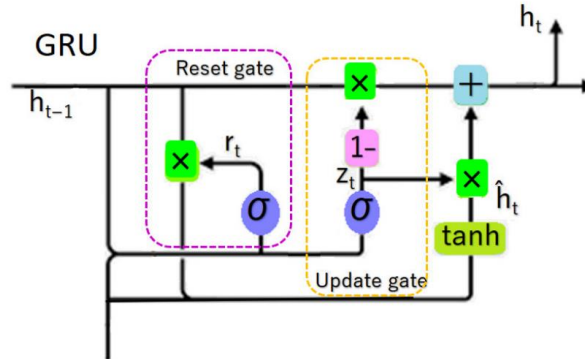 h_t
GRU
Reset gate
×
+
h_{t-1}
r_t
1-
×
z_t
×
ĥ_t
σ
σ
tanh
Update gate